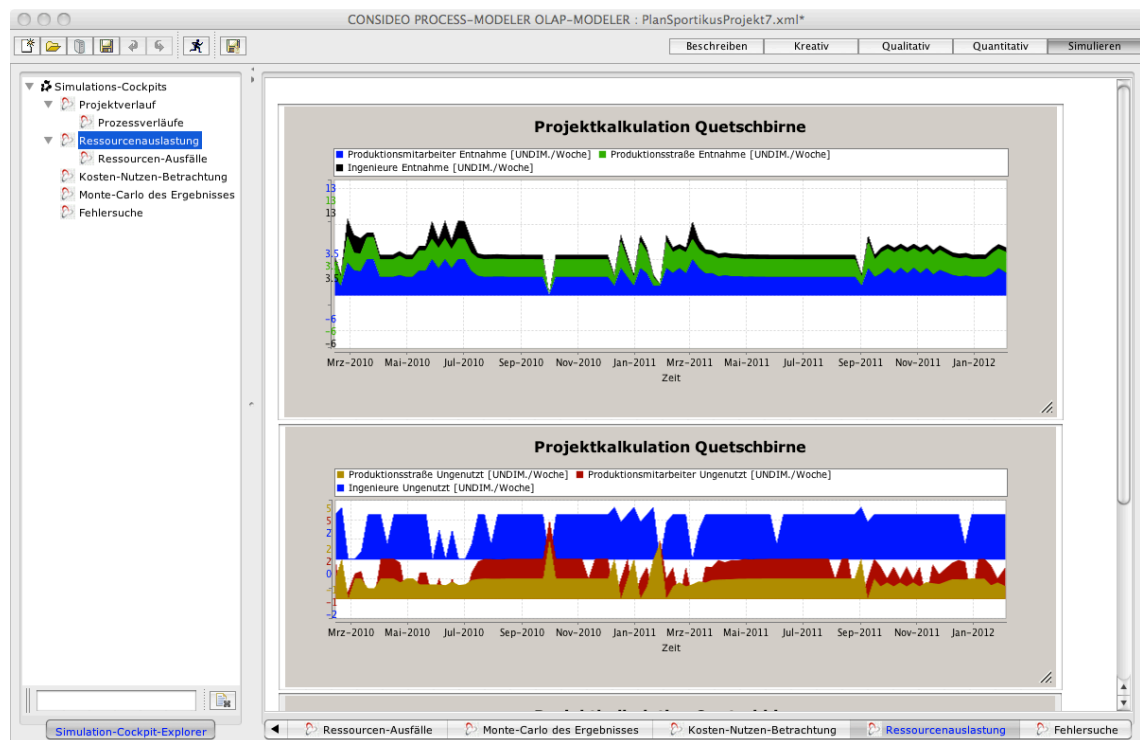 CONSIDEO PROCESS-MODELER OLAP-MODELER : PlanSportikusProjekt7.xml*
Beschreiben Kreativ Qualitativ Quantitativ Simulieren
Simulations-Cockpits
Projektverlauf
Prozessverläufe
Ressourcenauslastung
Ressourcen-Ausfälle
Kosten-Nutzen-Betrachtung
Monte-Carlo des Ergebnisses
Fehlersuche
Simulation-Cockpit-Explorer
Projektkalkulation Quetschbirne
Produktionsmitarbeiter Entnahme [UNDIM./Woche] Produktionsstraße Entnahme [UNDIM./Woche]
Ingenieure Entnahme [UNDIM./Woche]
13
13
13
3.5
3.5
-6
-6
-6
Mrz-2010 Mai-2010 Jul-2010 Sep-2010 Nov-2010 Jan-2011 Mrz-2011 Mai-2011 Jul-2011 Sep-2011 Nov-2011 Jan-2012
Zeit
Projektkalkulation Quetschbirne
Produktionsstraße Ungenutzt [UNDIM./Woche] Produktionsmitarbeiter Ungenutzt [UNDIM./Woche]
Ingenieure Ungenutzt [UNDIM./Woche]
5
5
2
2
2
0
-1
-2
Mrz-2010 Mai-2010 Jul-2010 Sep-2010 Nov-2010 Jan-2011 Mrz-2011 Mai-2011 Jul-2011 Sep-2011 Nov-2011 Jan-2012
Zeit
Ressourcen-Ausfälle Monte-Carlo des Ergebnisses Kosten-Nutzen-Betrachtung Ressourcenauslastung Fehlersuche